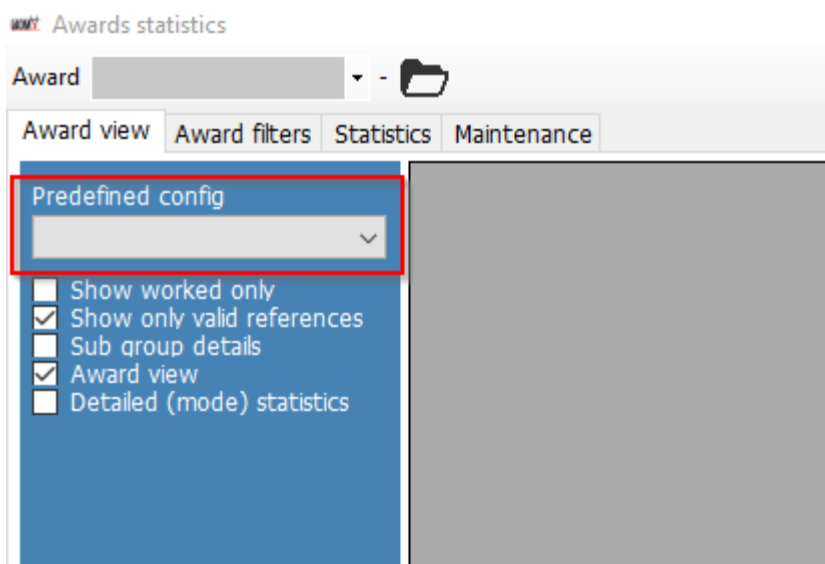 Awards statistics
Award -
Award view Award filters Statistics Maintenance
Predefined config
Show worked only
Show only valid references
Sub group details
Award view
Detailed (mode) statistics